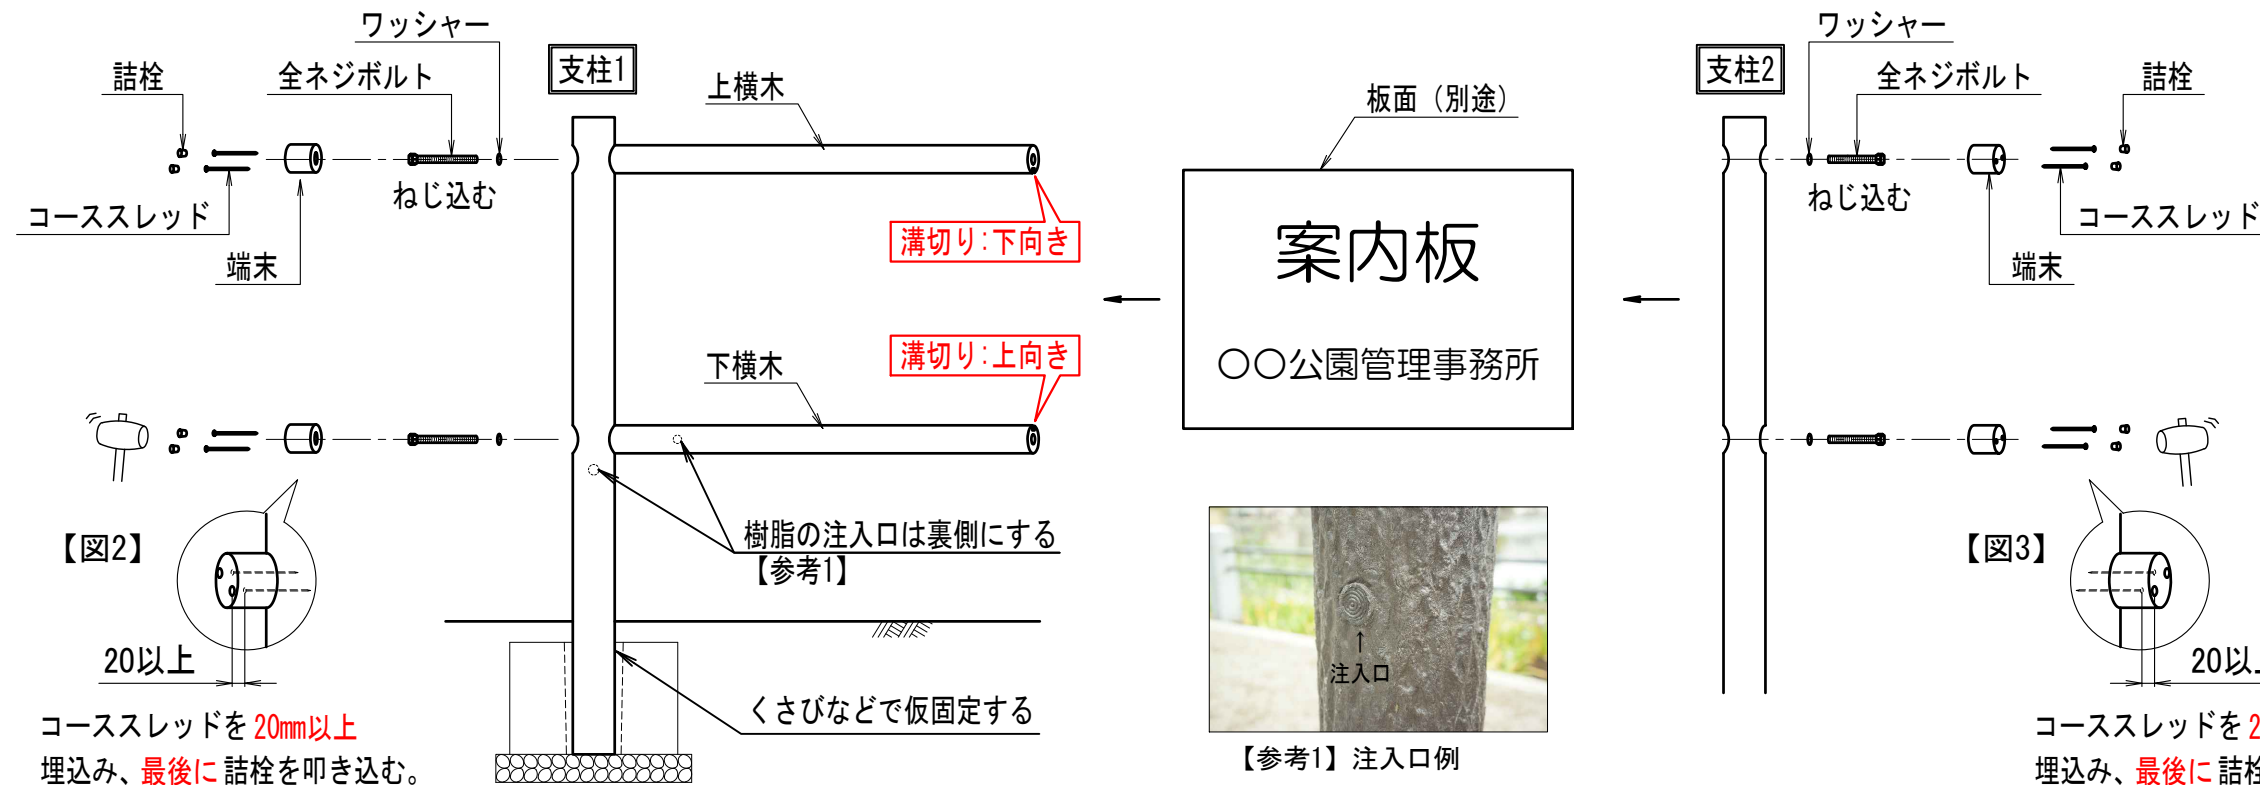 ワッシャー
詰栓
全ネジボルト
支柱1
上横木
ねじ込む
コーススレッド
端末
溝切り:下向き
板面（別途）
案内板
〇〇公園管理事務所
支柱2
ワッシャー
全ネジボルト
詰栓
ねじ込む
コーススレッド
端末
下横木
溝切り:上向き
【図2】
20以上
コーススレッドを20mm以上
埋込み、最後に詰栓を叩き込む。
樹脂の注入口は裏側にする
【参考1】
くさびなどで仮固定する
↑
注入口
【参考1】注入口例
【図3】
20以
コーススレッドを2
埋込み、最後に詰